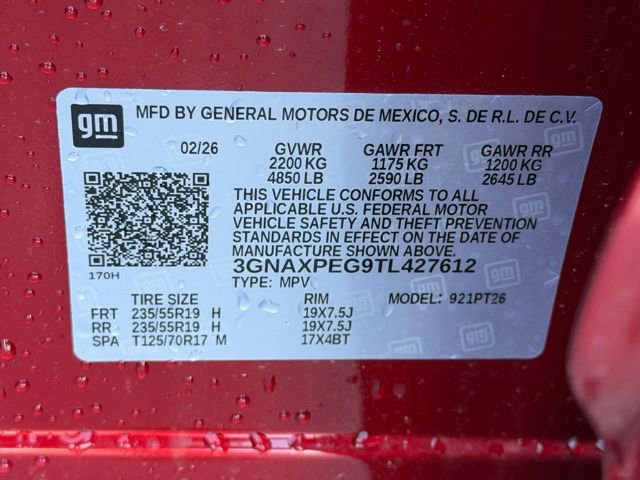 gm MFD BY GENERAL MOTORS DE MEXICO, S. DE R.L. DE C.V.
02/26 GVWR GAWR FRT GAWR RR
2200 KG 1175 KG 1200 KG
4850 LB 2590 LB 2645 LB
THIS VEHICLE CONFORMS TO ALL
APPLICABLE U.S. FEDERAL MOTOR
VEHICLE SAFETY AND THEFT PREVENTION
STANDARDS IN EFFECT ON THE DATE OF
MANUFACTURE SHOWN ABOVE.
170H 3GNAXPEG9TL427612
TYPE: MPV MODEL: 921PT26
TIRE SIZE RIM
FRT 235/55R19 H 19X7.5J
RR 235/55R19 H 19X7.5J
SPA T125/70R17 M 17X4BT